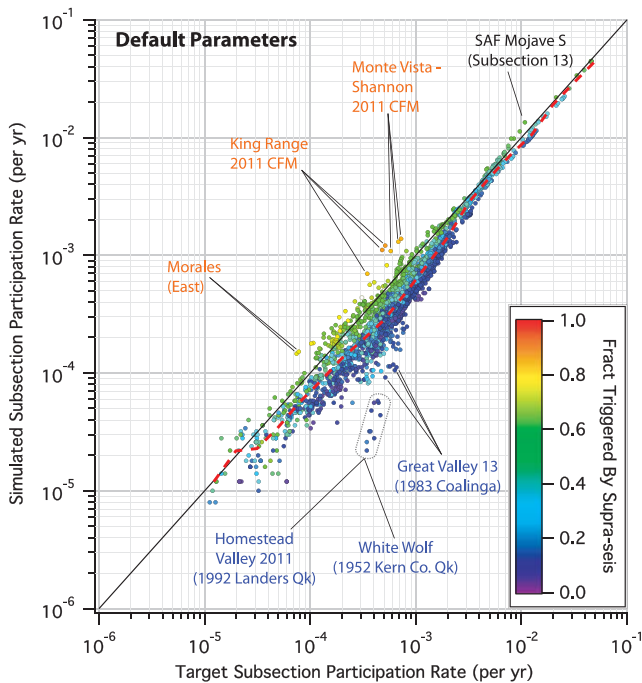 Default Parameters
SAF Mojave S
(Subsection 13)
Monte Vista -
Shannon
2011 CFM
King Range
2011 CFM
Morales
(East)
Great Valley 13
(1983 Coalinga)
Homestead
Valley 2011
(1992 Landers Qk)
White Wolf
(1952 Kern Co. Qk)
1.0
0.8
0.6
0.4
0.2
0.0
Fract Triggered By Supra-seis
10-1
10-2
10-3
10-4
10-5
10-6
Simulated Subsection Participation Rate (per yr)
10-6
10-5
10-4
10-3
10-2
10-1
Target Subsection Participation Rate (per yr)